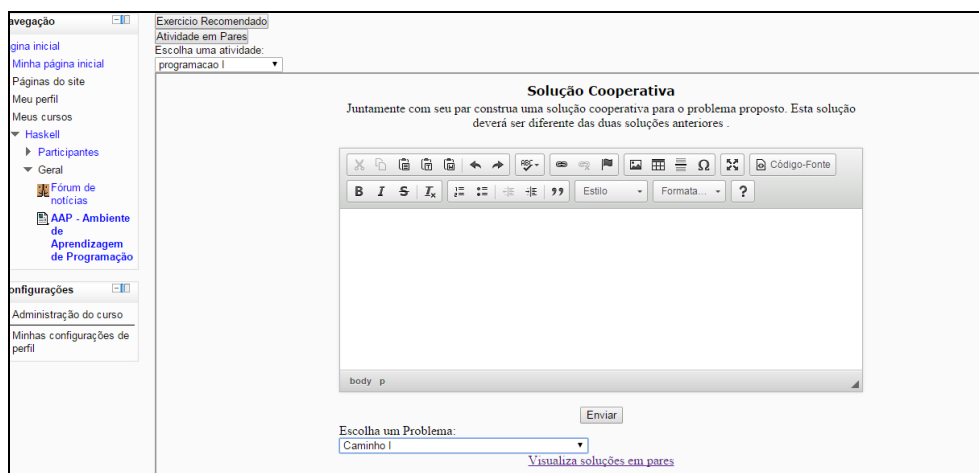 avegação
gina inicial
Minha página inicial
Páginas do site
Meu perfil
Meus cursos
Haskell
Participantes
Geral
Fórum de
notícias
AAP - Ambiente
de
Aprendizagem
de Programação
onfigurações
Administração do curso
Minhas configurações de
perfil
Exercicio Recomendado
Atividade em Pares
Escolha uma atividade:
programacao I
Solução Cooperativa
Juntamente com seu par construa uma solução cooperativa para o problema proposto. Esta solução
deverá ser diferente das duas soluções anteriores .
ABC Ω Código-Fonte
B I S Ix Estilo Formata... ?
body p
Enviar
Escolha um Problema:
Caminho I
Visualiza soluções em pares